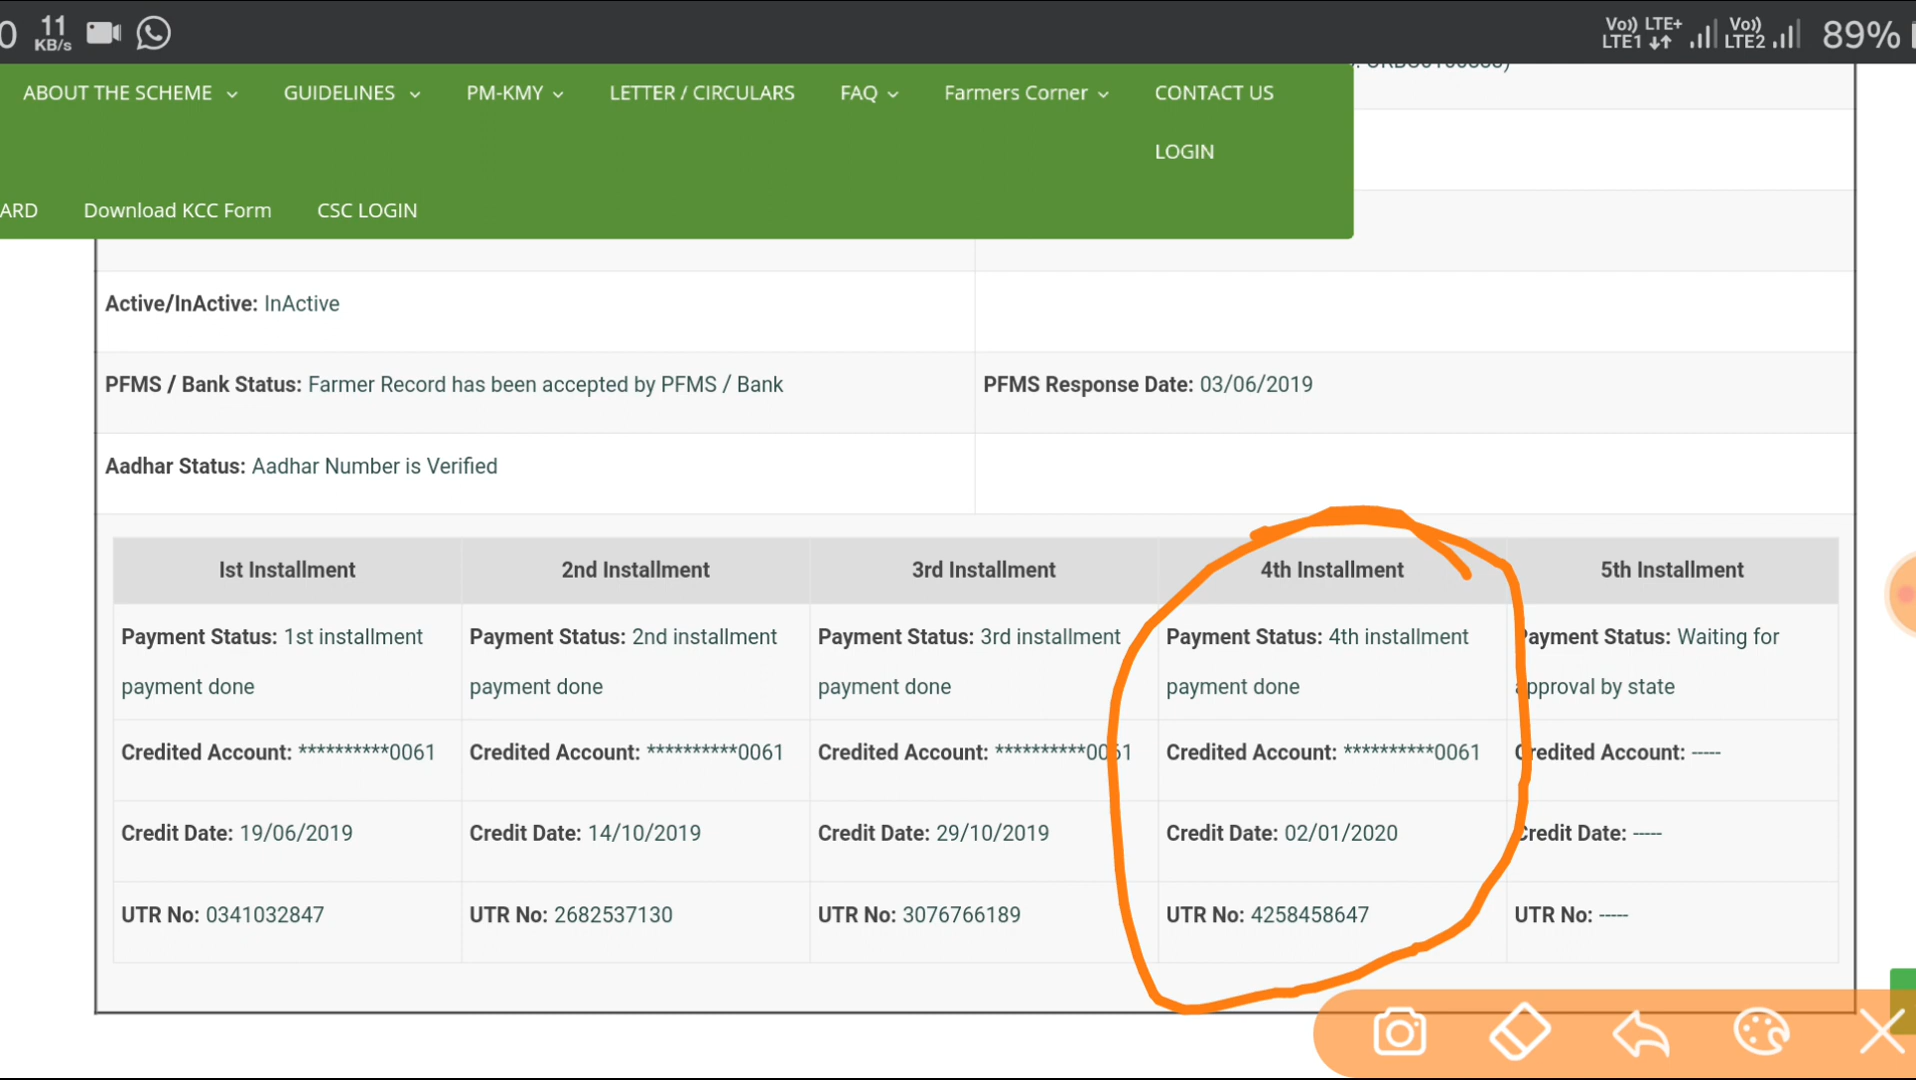 0 11 KB/s Vo)) LTE+ LTE1 Vo)) LTE2 89%
ABOUT THE SCHEME GUIDELINES PM-KMY LETTER / CIRCULARS FAQ Farmers Corner CONTACT US
LOGIN
ARD Download KCC Form CSC LOGIN
Active/InActive: InActive
PFMS / Bank Status: Farmer Record has been accepted by PFMS / Bank PFMS Response Date: 03/06/2019
Aadhar Status: Aadhar Number is Verified
Ist Installment 2nd Installment 3rd Installment 4th Installment 5th Installment
Payment Status: 1st installment Payment Status: 2nd installment Payment Status: 3rd installment Payment Status: 4th installment Payment Status: Waiting for
payment done payment done payment done payment done approval by state
Credited Account: **********0061 Credited Account: **********0061 Credited Account: **********0061 Credited Account: **********0061 Credited Account: -----
Credit Date: 19/06/2019 Credit Date: 14/10/2019 Credit Date: 29/10/2019 Credit Date: 02/01/2020 Credit Date: -----
UTR No: 0341032847 UTR No: 2682537130 UTR No: 3076766189 UTR No: 4258458647 UTR No: -----